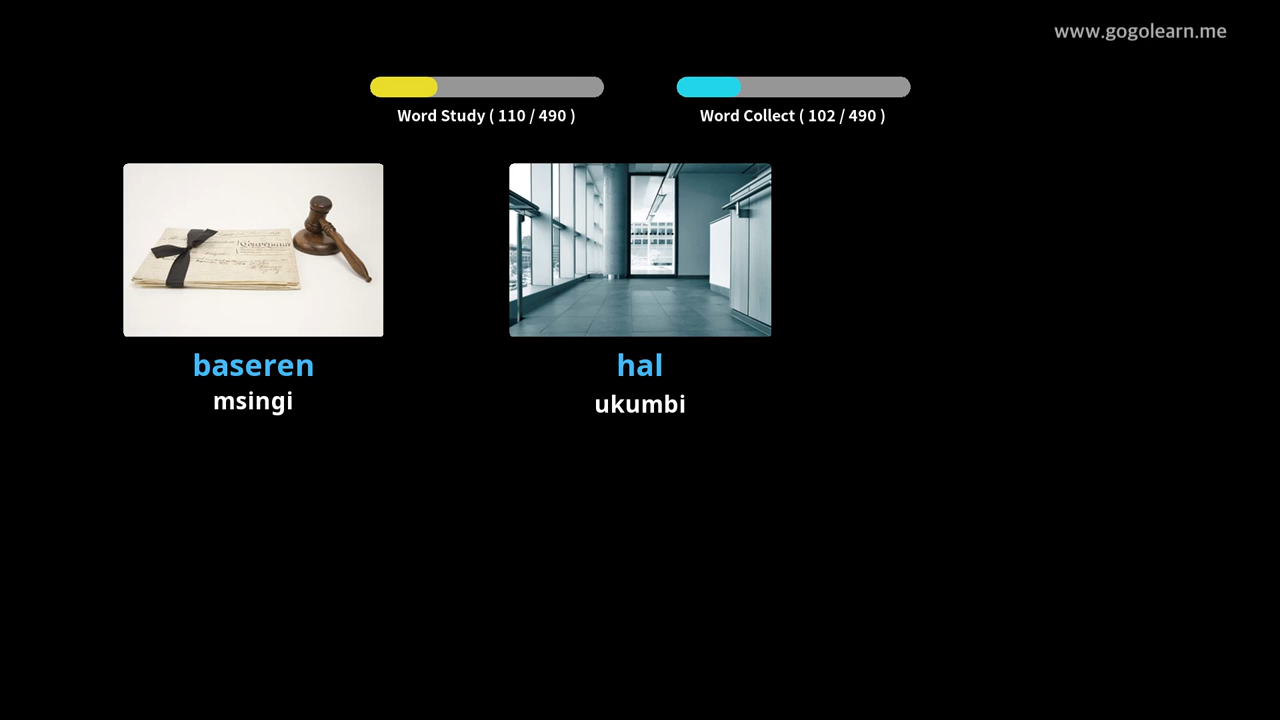 www.gogolearn.me
Word Study ( 110 / 490 )
Word Collect ( 102 / 490 )
baseren
msingi
hal
ukumbi